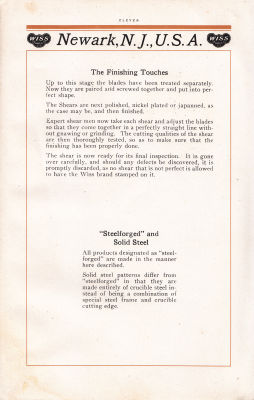 ELEVEN
WISS Newark, N.J., U.S.A. WISS
The Finishing Touches
Up to this stage the blades have been treated separately.
Now they are paired and screwed together and put into per-
fect shape.
The Shears are next polished, nickel plated or japanned, as
the case may be, and then finished.
Expert shear men now take each shear and adjust the blades
so that they come together in a perfectly straight line with-
out gnawing or grinding. The cutting qualities of the shear
are then thoroughly tested, so as to make sure that the
finishing has been properly done.
The shear is now ready for its final inspection. It is gone
over carefully, and should any defects be discovered, it is
promptly discarded, as no shear that is not perfect is allowed
to have the Wiss brand stamped on it.
"Steelforged" and
Solid Steel
All products designated as "steel-
forged" are made in the manner
here described.
Solid steel patterns differ from
"steelforged" in that they are
made entirely of crucible steel in-
stead of being a combination of
special steel frame and crucible
cutting edge.